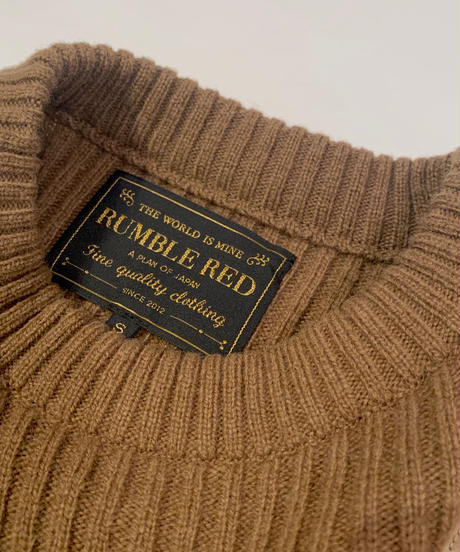 THE WORLD IS MINE
RUMBLE RED
A PLAN OF JAPAN
Fine quality clothing
SINCE 2012
S